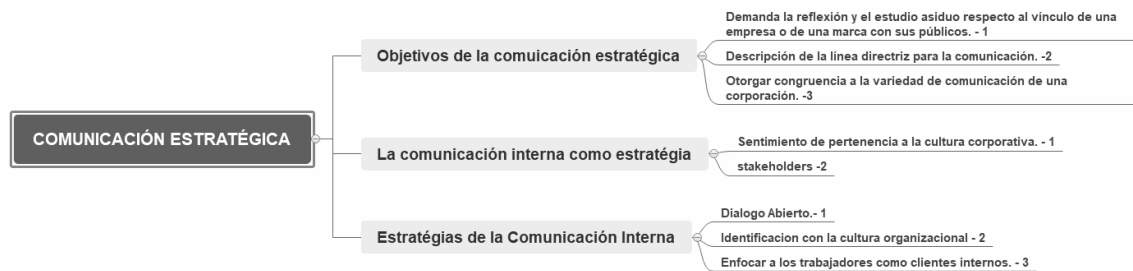 COMUNICACIÓN ESTRATÉGICA
Objetivos de la comuicación estratégica
Demanda la reflexión y el estudio asiduo respecto al vínculo de una
empresa o de una marca con sus públicos. - 1
Descripción de la línea directriz para la comunicación. -2
Otorgar congruencia a la variedad de comunicación de una
corporación. -3
La comunicación interna como estratégia
Sentimiento de pertenencia a la cultura corporativa. - 1
stakeholders -2
Estratégias de la Comunicación Interna
Dialogo Abierto.- 1
Identificacion con la cultura organizacional - 2
Enfocar a los trabajadores como clientes internos. - 3